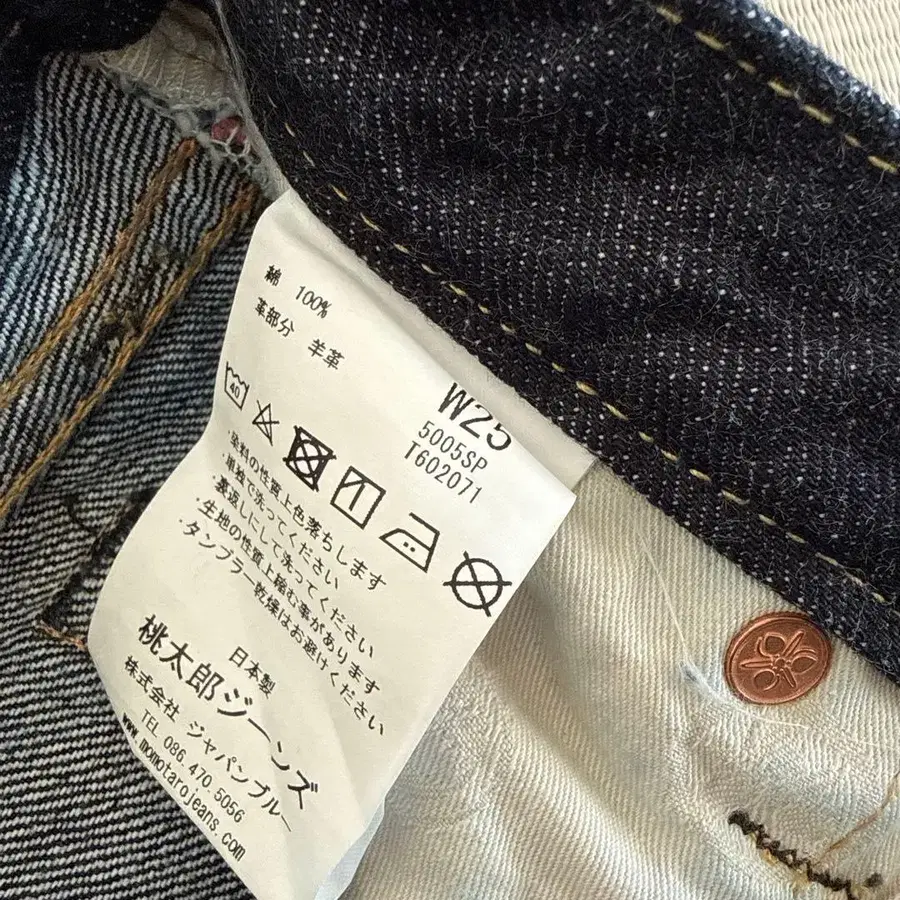 綿 100%
革部分 羊革
W25
5005SP
T602071
40
・染料の性質上色落ちします
・単独で洗ってください
・裏返しにして洗ってください
・生地の性質上縮む事があります
・タンブラー乾燥はお避けください
日本製
桃太郎ジーンズ
株式会社 ジャパンブルー
TEL 086.470.5056
www.momotarojeans.com